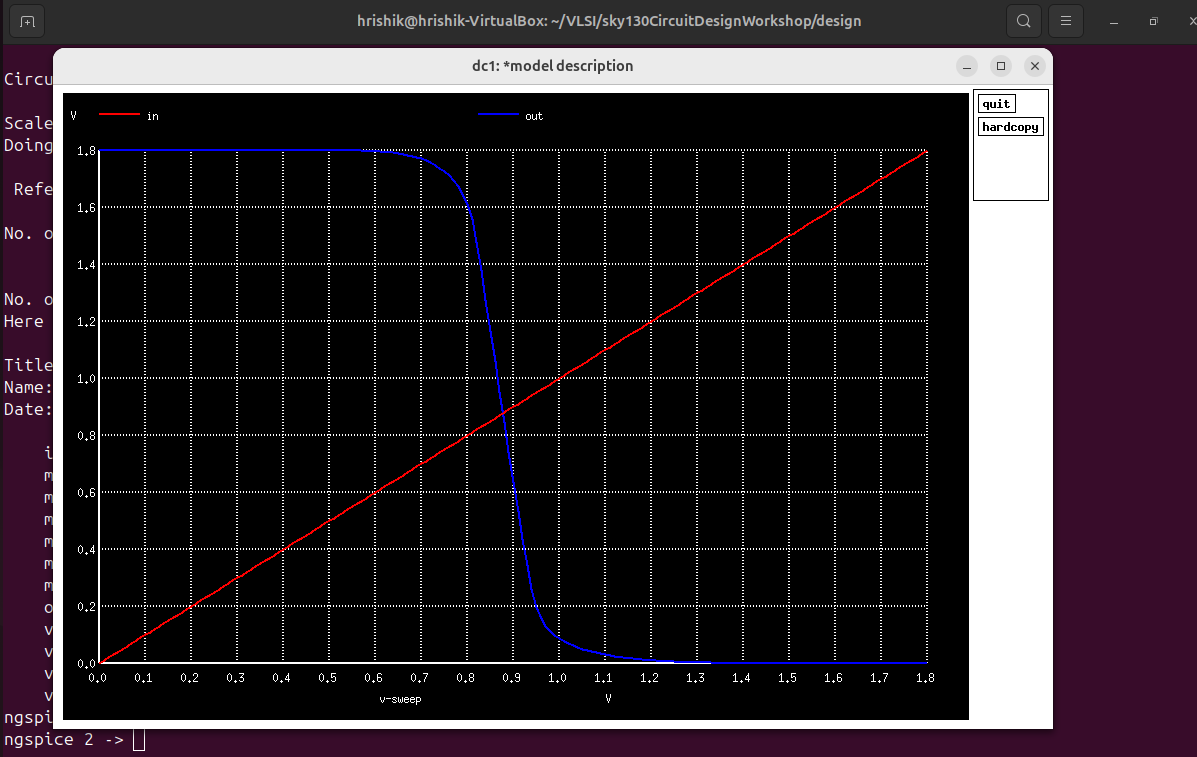 hrishik@hrishik-VirtualBox: ~/VLSI/sky130CircuitDesignWorkshop/design
dc1: *model description
quit
hardcopy
V in out
1.8
1.6
1.4
1.2
1.0
0.8
0.6
0.4
0.2
0.0
0.0 0.1 0.2 0.3 0.4 0.5 0.6 0.7 0.8 0.9 1.0 1.1 1.2 1.3 1.4 1.5 1.6 1.7 1.8
v-sweep V
Circu
Scale
Doing
Refe
No. o
No. o
Here
Title
Name:
Date:
i
m
m
m
m
m
m
o
v
v
v
v
ngspi
ngspice 2 ->